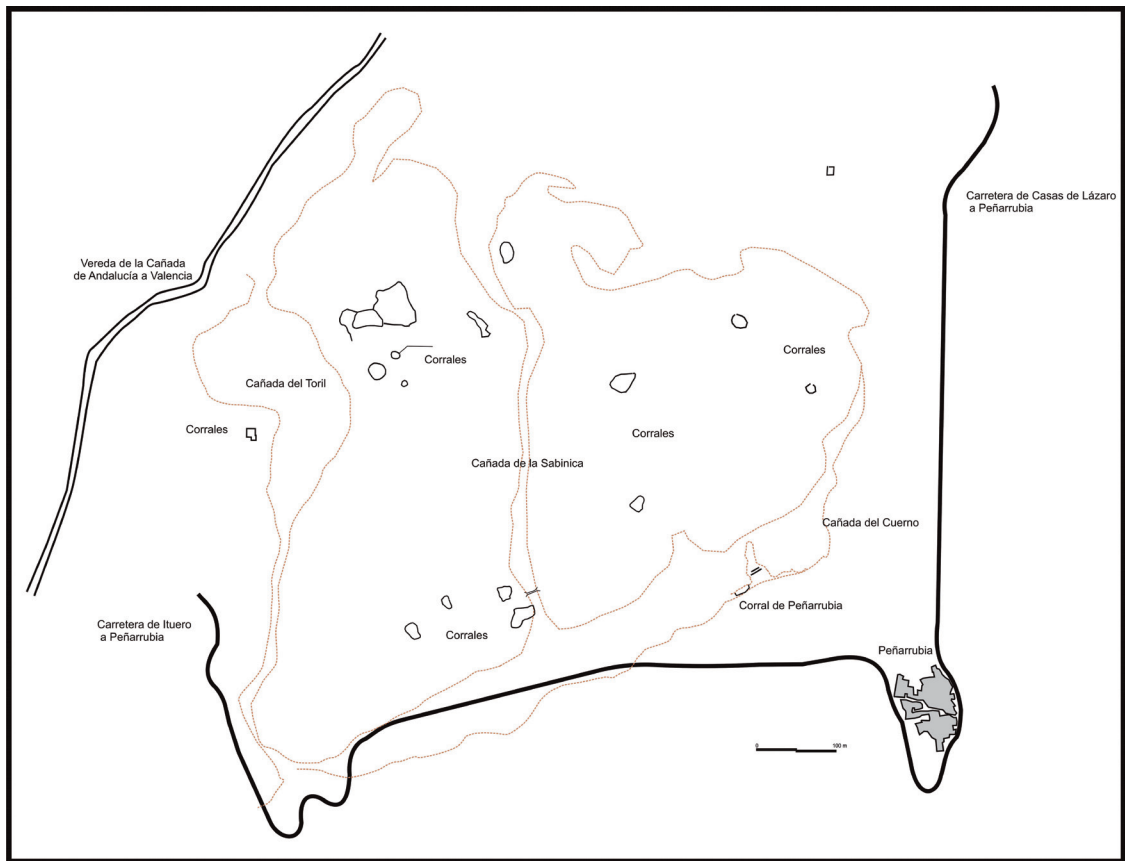 Carretera de Casas de Lázaro
a Peñarrubia
Vereda de la Cañada
de Andalucía a Valencia
Corrales
Corrales
Cañada del Toril
Corrales
Corrales
Cañada de la Sabinica
Cañada del Cuerno
Corral de Peñarrubia
Carretera de Ituero
a Peñarrubia
Corrales
Peñarrubia
0 100 m